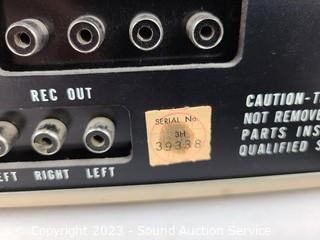 REC OUT
SERIAL No.
3H
39338
EFT RIGHT LEFT
CAUTION-T
NOT REMOVE
PARTS INS
QUALIFIED S
Copyright 2023 - Sound Auction Service